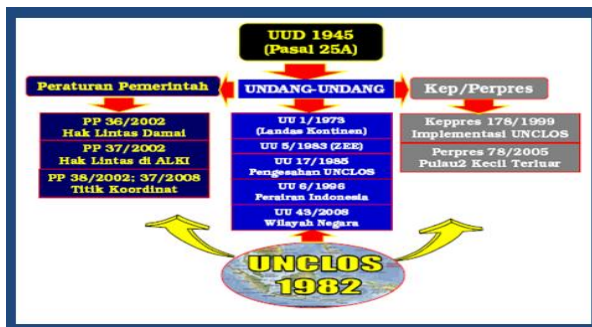 UUD 1945
(Pasal 25A)
Peraturan Pemerintah
UNDANG-UNDANG
Kep/Perpres
PP 36/2002
Hak Lintas Damai
PP 37/2002
Hak Lintas di ALKI
PP 38/2002; 37/2008
Titik Koordinat
UU 1/1973
(Landas Kontinen)
UU 5/1983 (ZEE)
UU 17/1985
Pengesahan UNCLOS
UU 6/1996
Perairan Indonesia
UU 43/2008
Wilayah Negara
Keppres 178/1999
Implementasi UNCLOS
Perpres 78/2005
Pulau2 Kecil Terluar
UNCLOS
1982